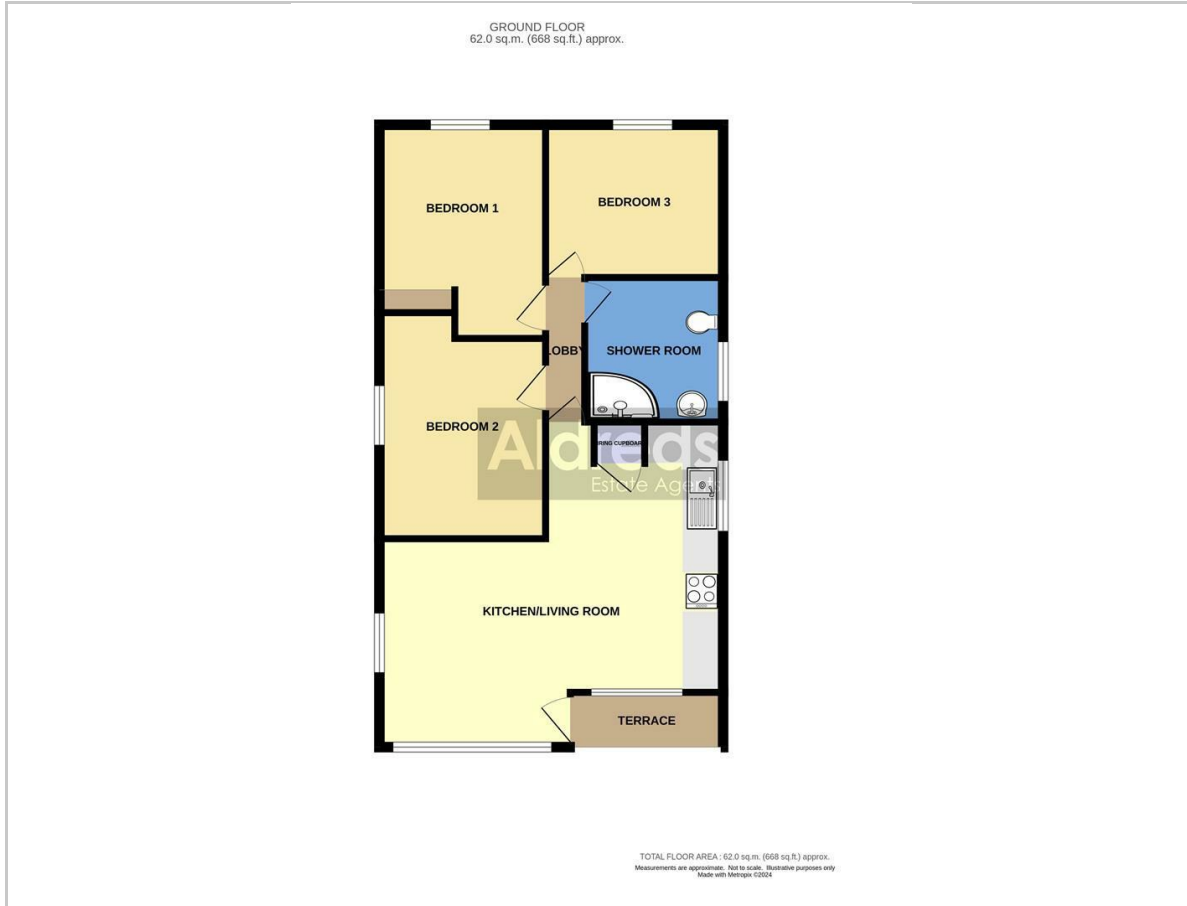 GROUND FLOOR
62.0 sq.m. (668 sq.ft.) approx.
BEDROOM 1
BEDROOM 3
LOBBY
SHOWER ROOM
BEDROOM 2
CUPBOARD
Aldreds
Estate Agents
KITCHEN/LIVING ROOM
TERRACE
TOTAL FLOOR AREA : 62.0 sq.m. (668 sq.ft.) approx.
Measurements are approximate. Not to scale. Illustrative purposes only
Made with Metropix ©2024